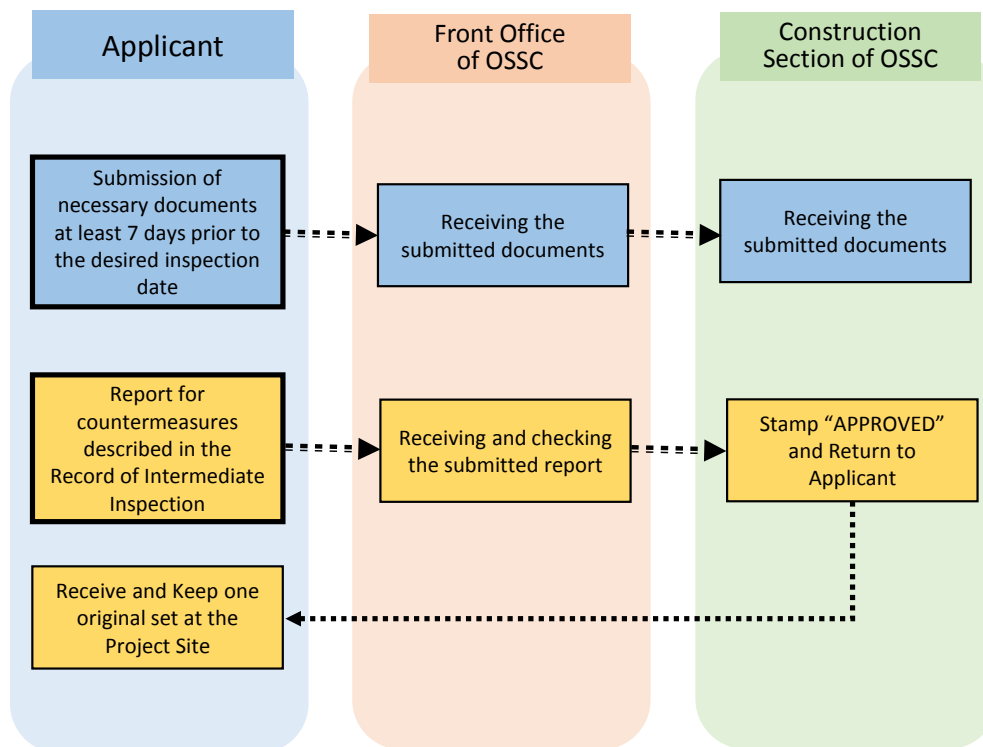 Applicant
Front Office
of OSSC
Construction
Section of OSSC
Submission of
necessary documents
at least 7 days prior to
the desired inspection
date
Receiving the
submitted documents
Receiving the
submitted documents
Report for
countermeasures
described in the
Record of Intermediate
Inspection
Receiving and checking
the submitted report
Stamp “APPROVED”
and Return to
Applicant
Receive and Keep one
original set at the
Project Site